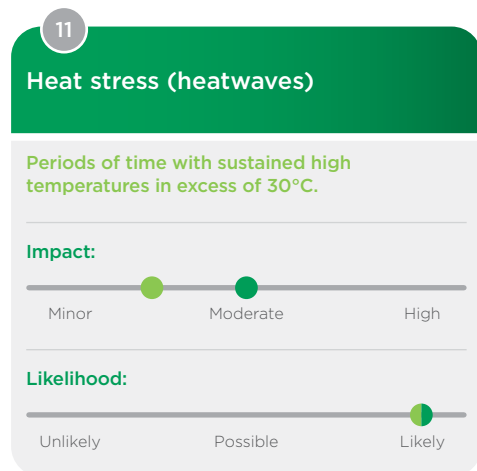 11
Heat stress (heatwaves)
Periods of time with sustained high
temperatures in excess of 30°C.
Impact:
Minor Moderate High
Likelihood:
Unlikely Possible Likely